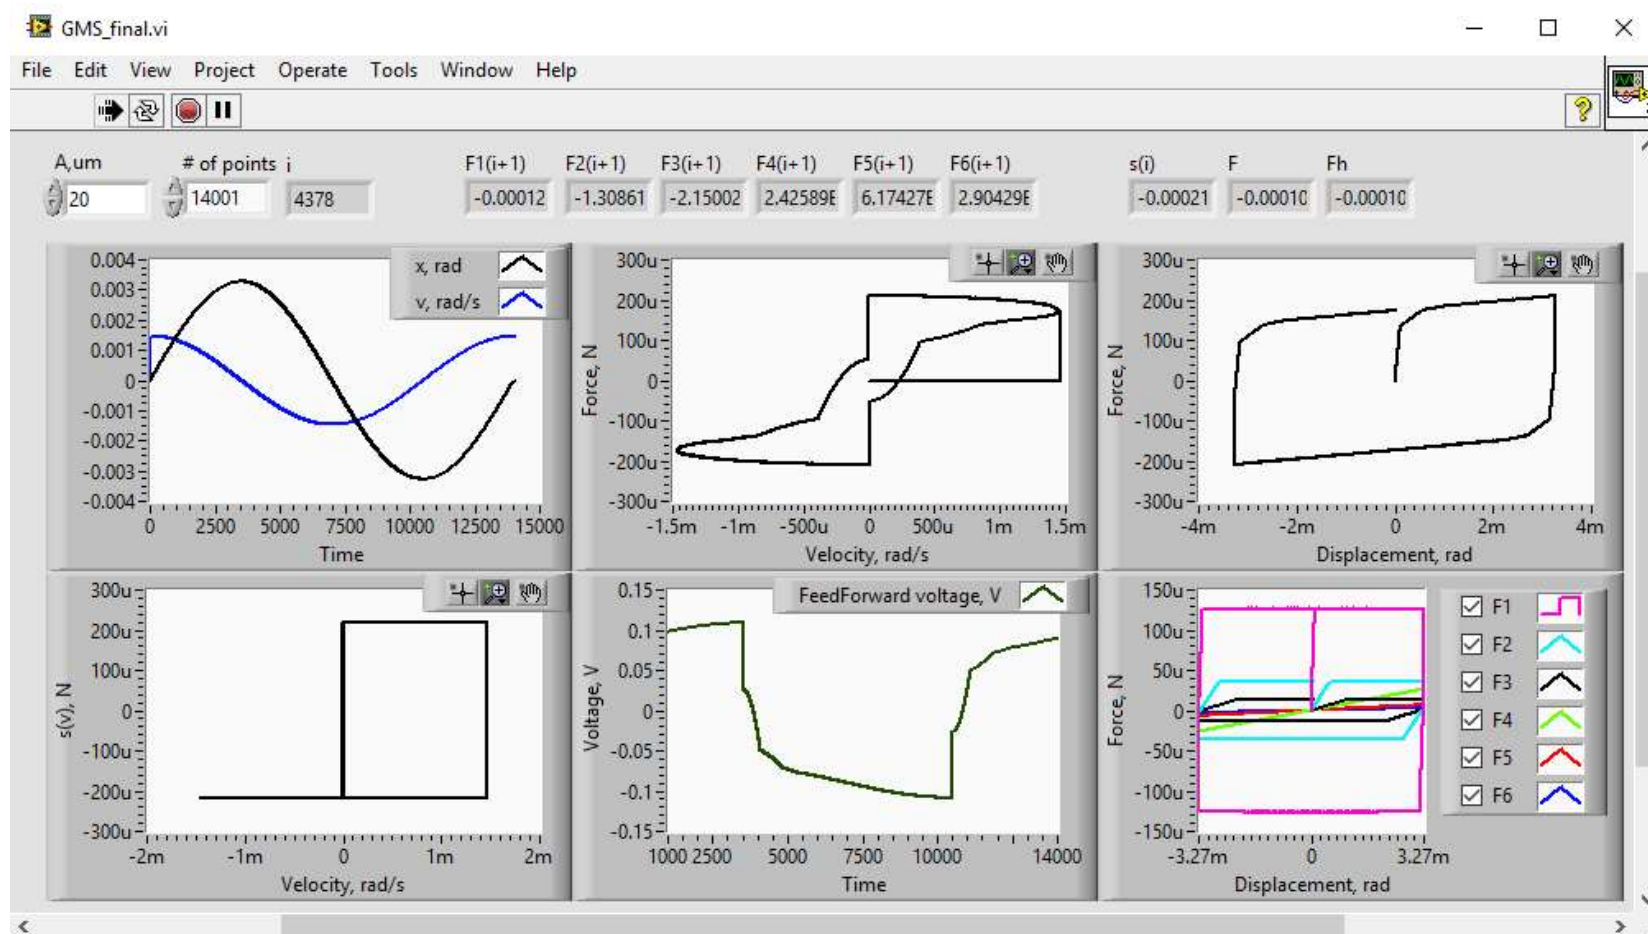 GMS_final.vi
File Edit View Project Operate Tools Window Help
A,um # of points i F1(i+1) F2(i+1) F3(i+1) F4(i+1) F5(i+1) F6(i+1) s(i) F Fh
20 14001 4378 -0.00012 -1.30861 -2.15002 2.42589E 6.17427E 2.90429E -0.00021 -0.00010 -0.00010
0.004
0.003
0.002
0.001
0
-0.001
-0.002
-0.003
-0.004
x, rad
v, rad/s
0 2500 5000 7500 10000 12500 15000
Time
Force, N
300u
200u
100u
0
-100u
-200u
-300u
-1.5m -1m -500u 0 500u 1m 1.5m
Velocity, rad/s
Force, N
300u
200u
100u
0
-100u
-200u
-300u
-4m -2m 0 2m 4m
Displacement, rad
s(v), N
300u
200u
100u
0
-100u
-200u
-300u
-2m -1m 0 1m 2m
Velocity, rad/s
Voltage, V
0.15
0.1
0.05
0
-0.05
-0.1
-0.15
FeedForward voltage, V
1000 2500 5000 7500 10000 14000
Time
Force, N
150u
100u
50u
0
-50u
-100u
-150u
-3.27m 0 3.27m
Displacement, rad
F1
F2
F3
F4
F5
F6